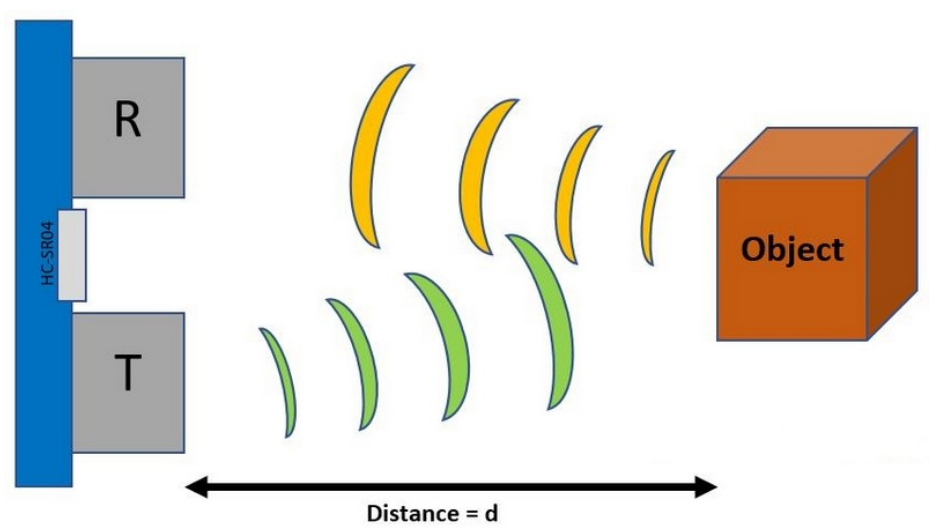 R
HC-SR04
Object
T
Distance = d